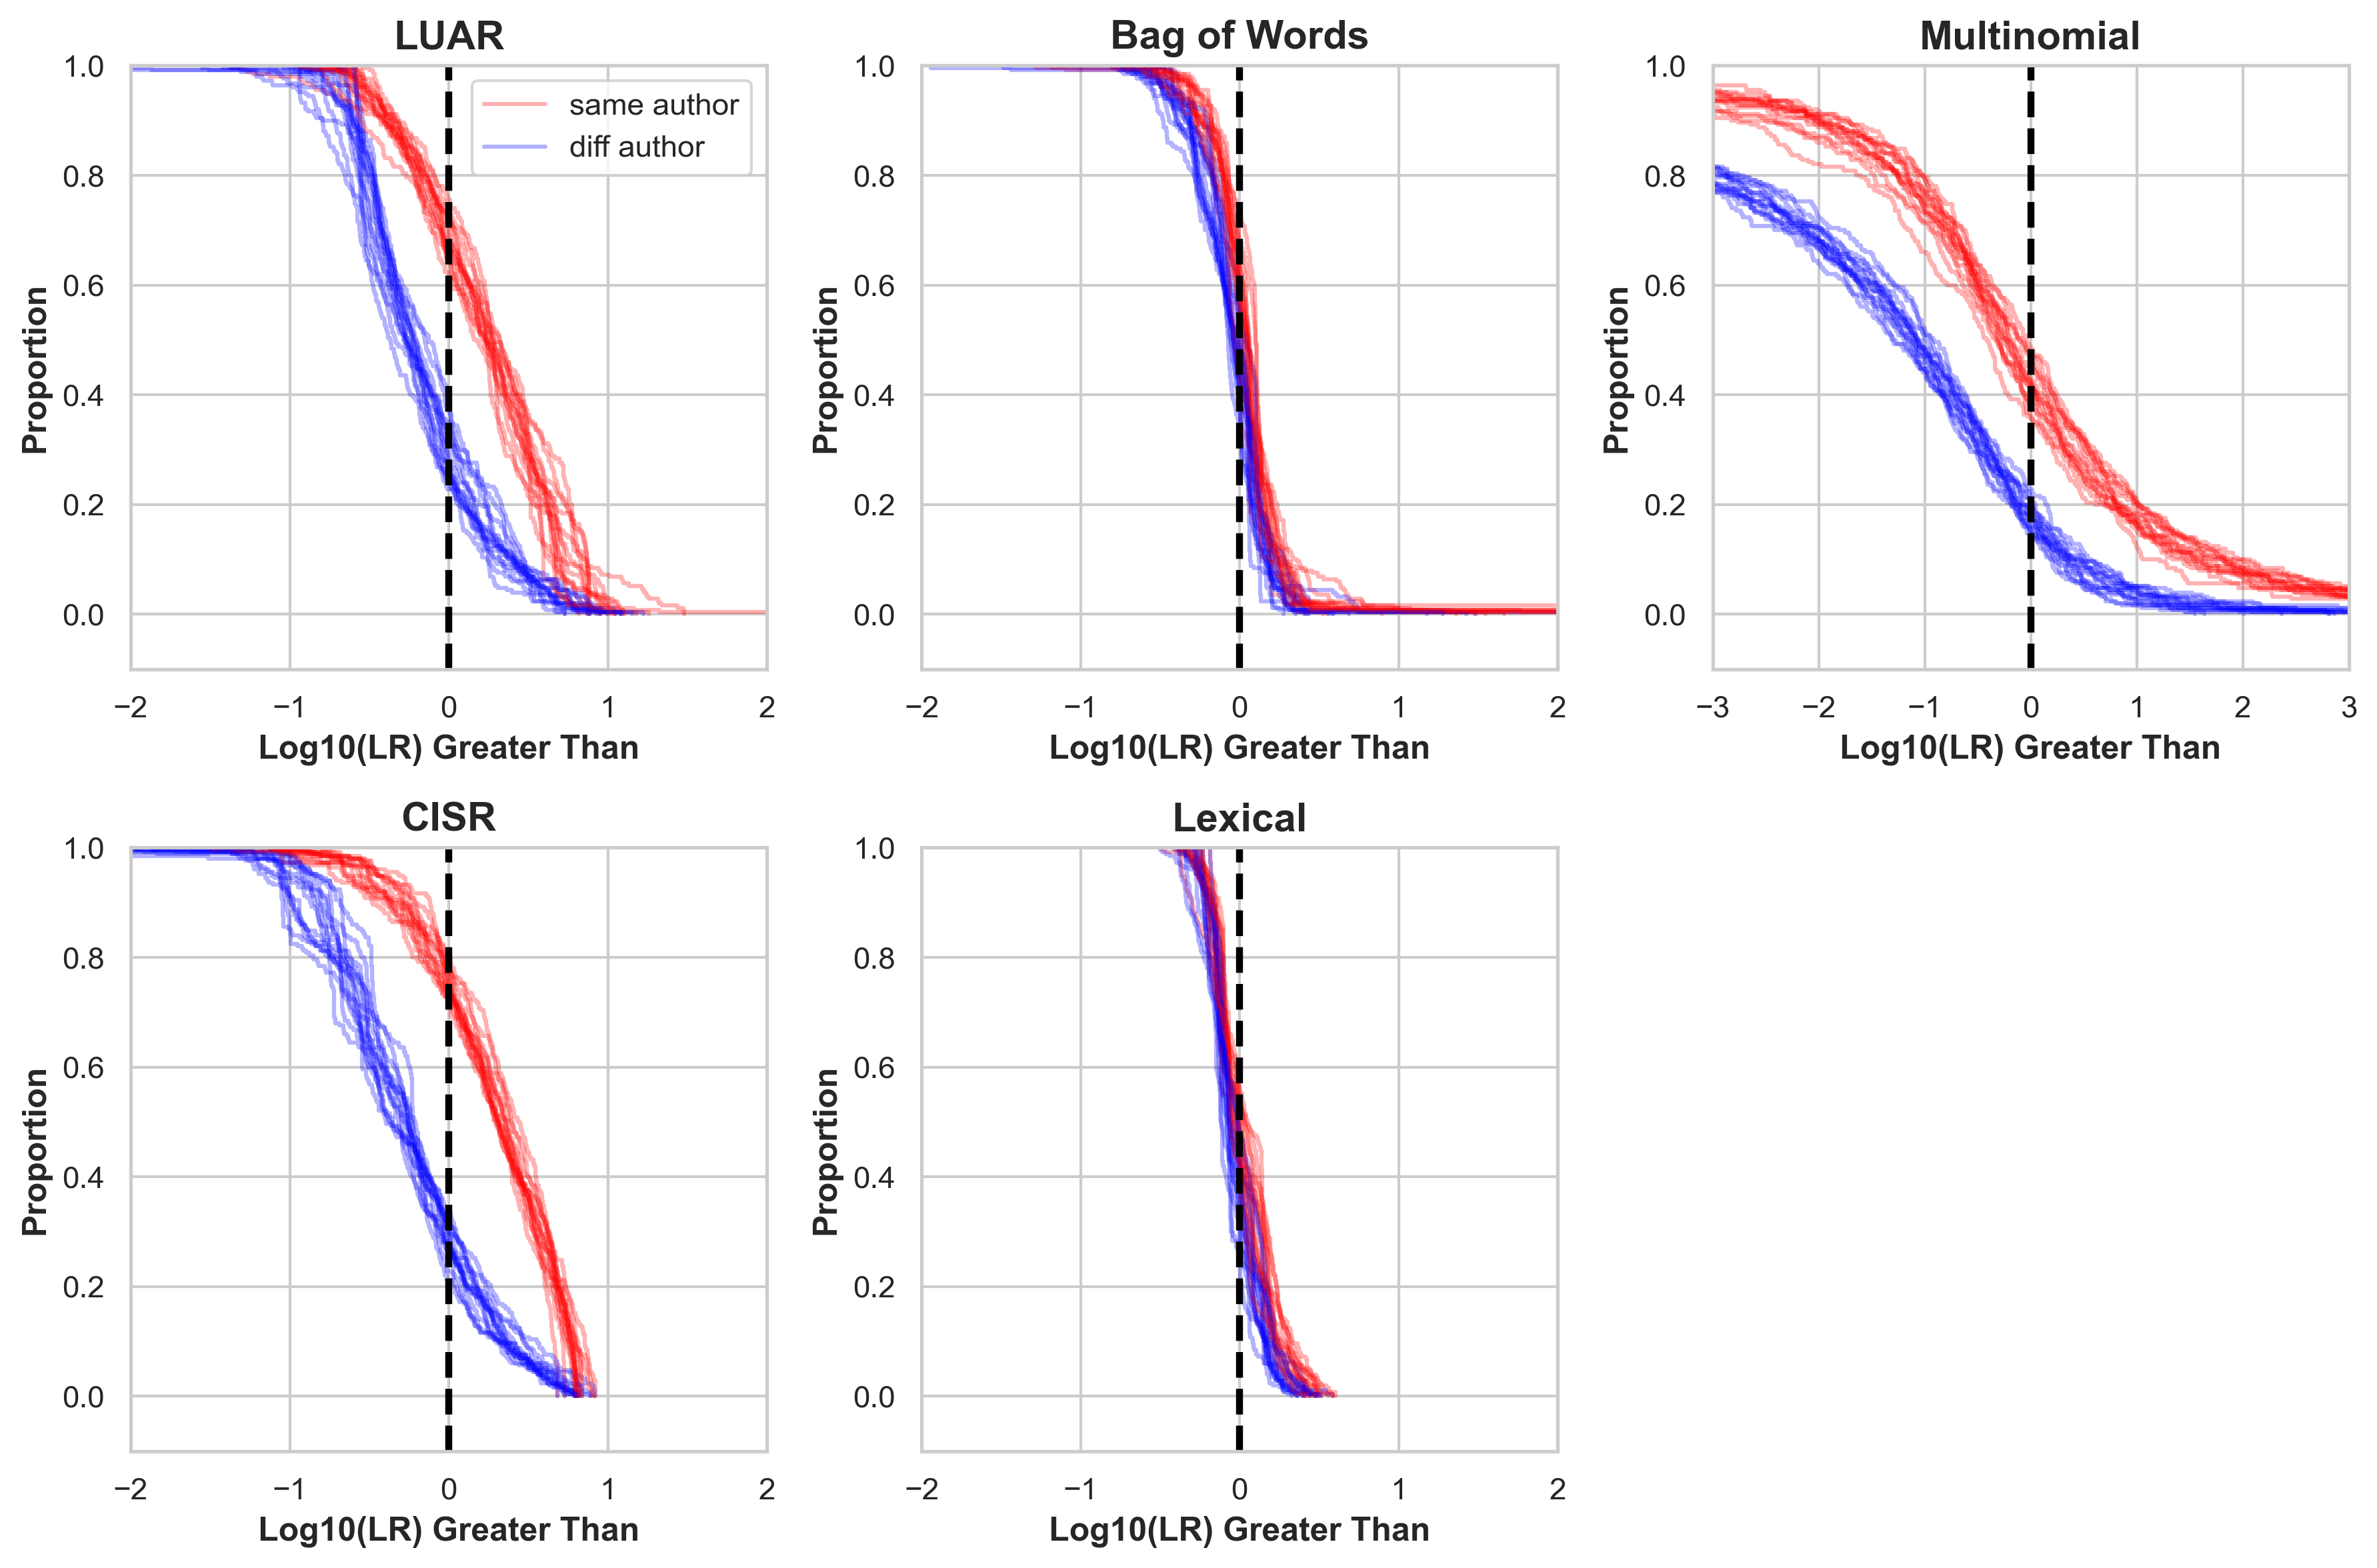 LUAR
1.0
0.8
0.6
0.4
0.2
0.0
Proportion
same author
diff author
−2 −1 0 1 2
Log10(LR) Greater Than
Bag of Words
1.0
0.8
0.6
0.4
0.2
0.0
Proportion
−2 −1 0 1 2
Log10(LR) Greater Than
Multinomial
1.0
0.8
0.6
0.4
0.2
0.0
Proportion
−3 −2 −1 0 1 2 3
Log10(LR) Greater Than
CISR
1.0
0.8
0.6
0.4
0.2
0.0
Proportion
−2 −1 0 1 2
Log10(LR) Greater Than
Lexical
1.0
0.8
0.6
0.4
0.2
0.0
Proportion
−2 −1 0 1 2
Log10(LR) Greater Than